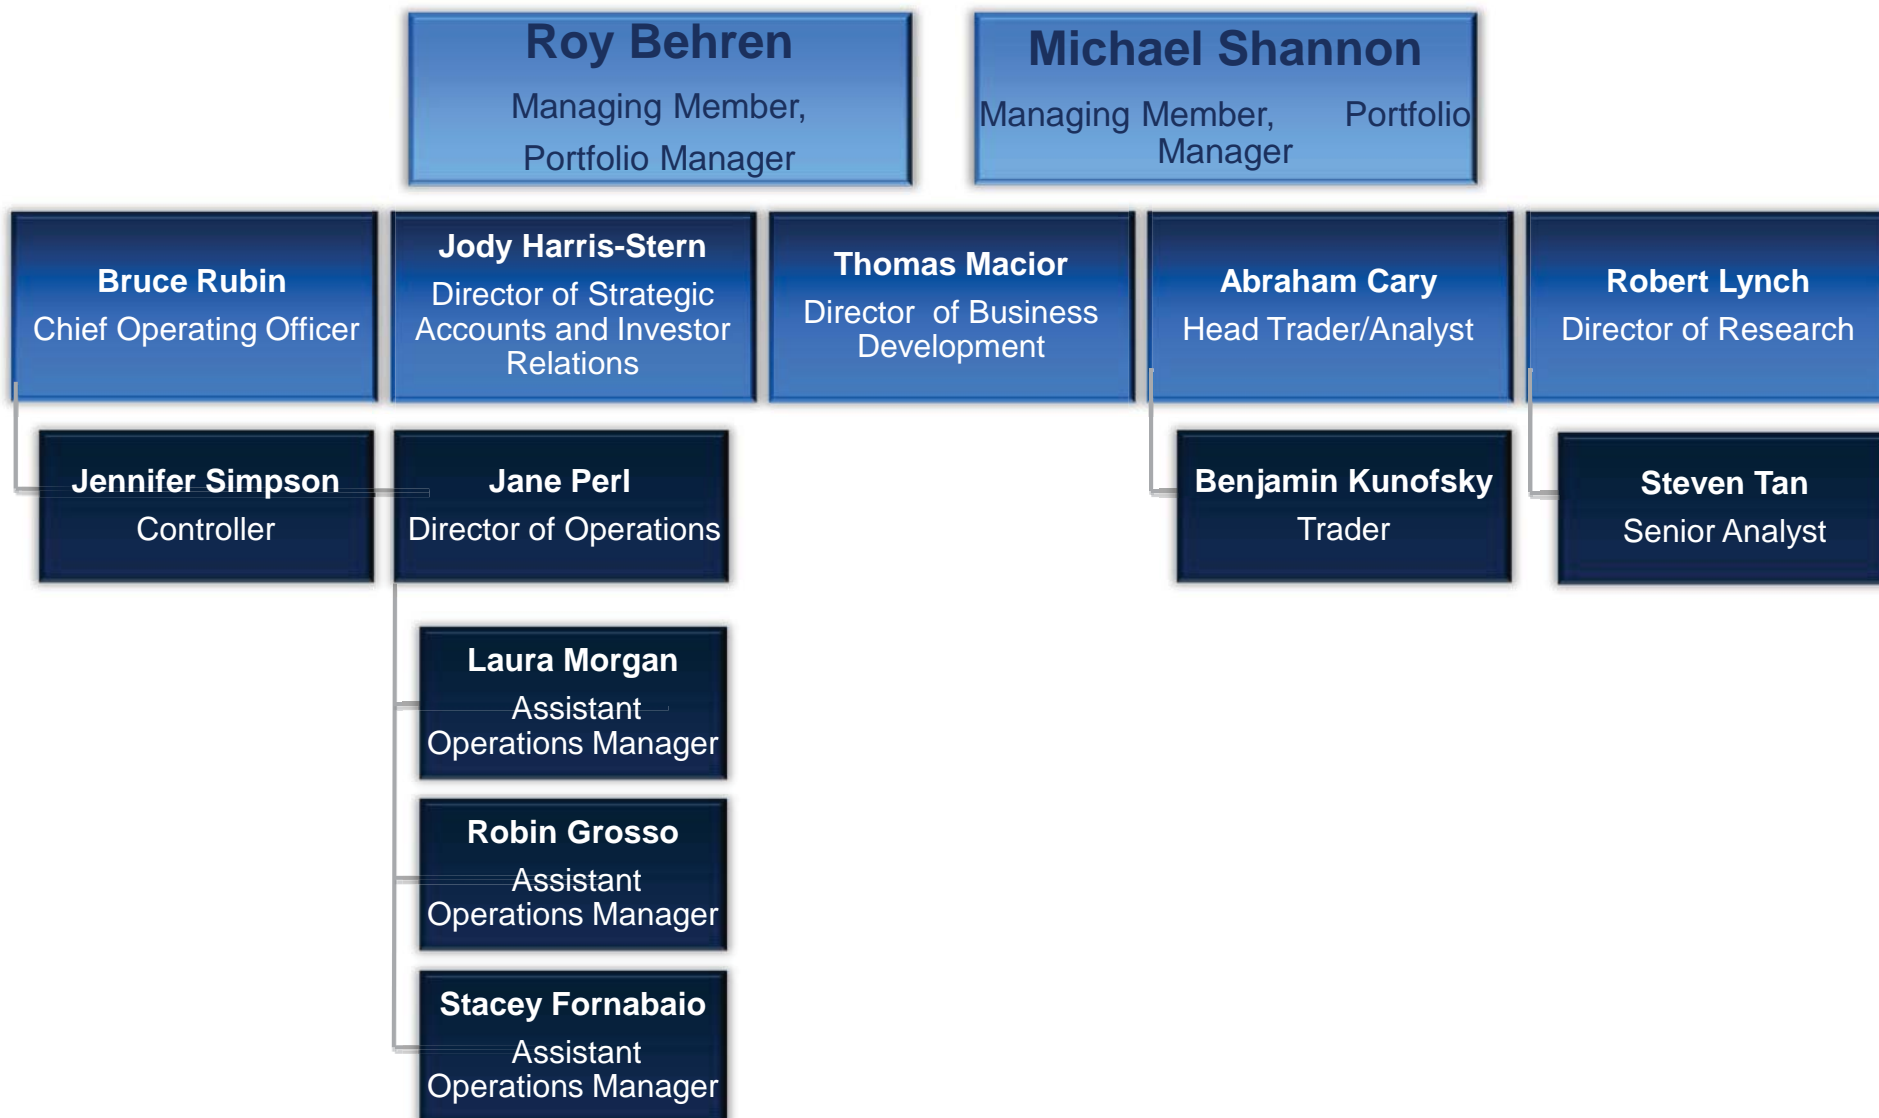 Roy Behren
Managing Member,
Portfolio Manager
Michael Shannon
Managing Member, Portfolio
Manager
Bruce Rubin
Chief Operating Officer
Jody Harris-Stern
Director of Strategic
Accounts and Investor
Relations
Thomas Macior
Director of Business
Development
Abraham Cary
Head Trader/Analyst
Robert Lynch
Director of Research
Jennifer Simpson
Controller
Jane Perl
Director of Operations
Benjamin Kunofsky
Trader
Steven Tan
Senior Analyst
Laura Morgan
Assistant
Operations Manager
Robin Grosso
Assistant
Operations Manager
Stacey Fornabaio
Assistant
Operations Manager